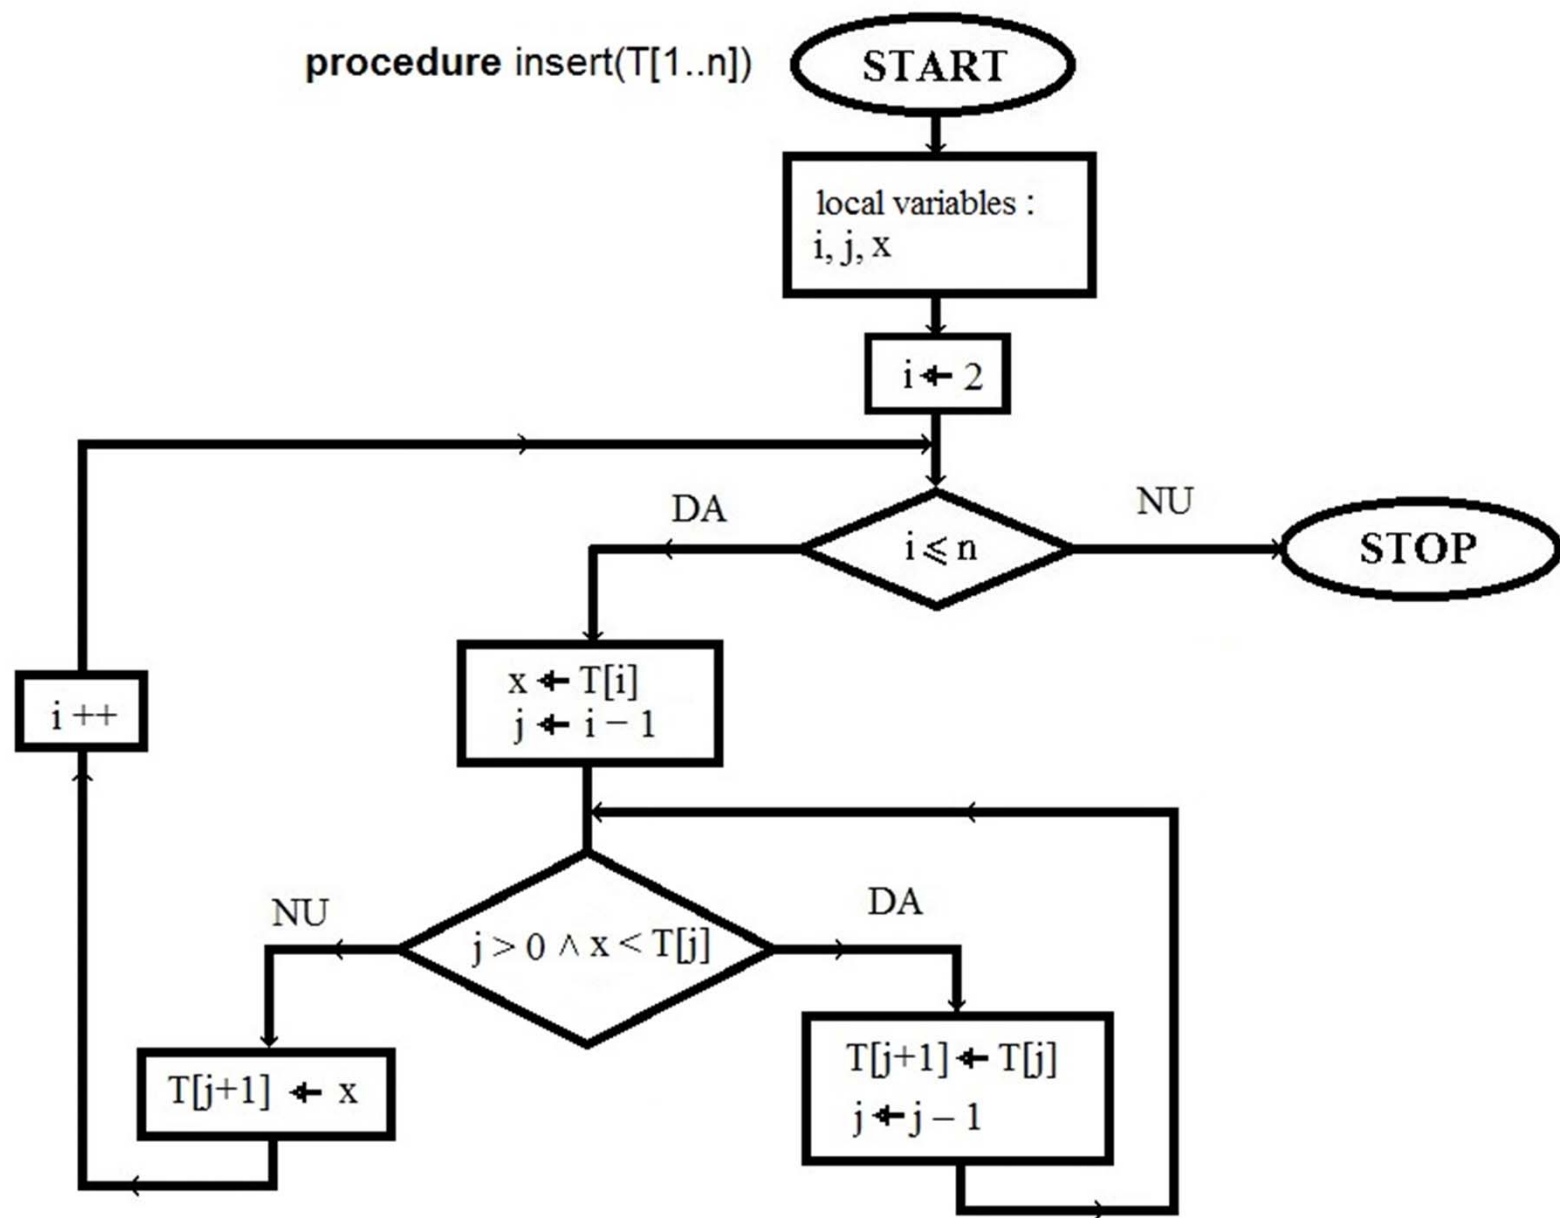 procedure insert(T[1..n])
START
local variables :
i, j, x
i ← 2
i ⩽ n
DA
NU
STOP
x ← T[i]
j ← i − 1
i ++
j > 0 ∧ x < T[j]
NU
DA
T[j+1] ← x
T[j+1] ← T[j]
j ← j − 1